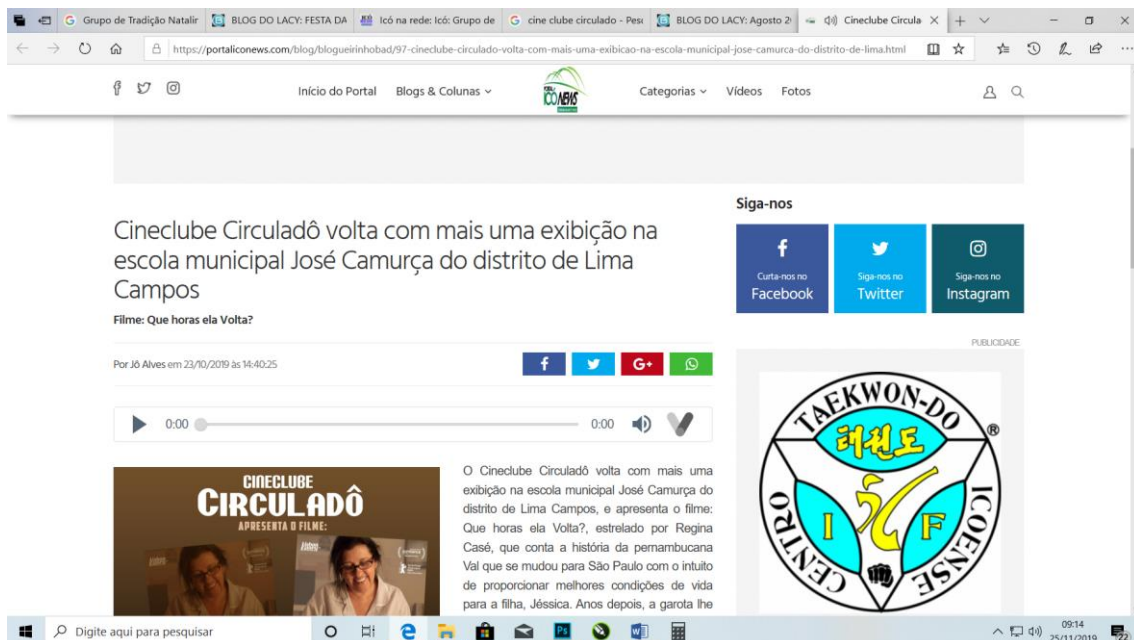 Grupo de Tradição Natalir
BLOG DO LACY: FESTA DA
Icó na rede: Icó: Grupo de
cine clube circulado - Pesq
BLOG DO LACY: Agosto 2
Cineclube Circula
https://portaliconews.com/blog/blogueirinhobad/97-cineclube-circulado-volta-com-mais-uma-exibicao-na-escola-municipal-jose-camurca-do-distrito-de-lima.html
Início do Portal Blogs & Colunas
ICÓ NEWS
Categorias Vídeos Fotos
Cineclube Circuladô volta com mais uma exibição na
escola municipal José Camurça do distrito de Lima
Campos
Filme: Que horas ela Volta?
Por Jô Alves em 23/10/2019 às 14:40:25
G+
0:00 0:00
CINECLUBE
CIRCULADÔ
APRESENTA O FILME:
O Cineclube Circuladô volta com mais uma
exibição na escola municipal José Camurça do
distrito de Lima Campos, e apresenta o filme:
Que horas ela Volta?, estrelado por Regina
Casé, que conta a história da pernambucana
Val que se mudou para São Paulo com o intuito
de proporcionar melhores condições de vida
para a filha, Jéssica. Anos depois, a garota lhe
Siga-nos
Curta-nos no
Facebook
Siga-nos no
Twitter
Siga-nos no
Instagram
PUBLICIDADE
TAEKWON-DO
®
태권도
I F
CENTRO ICOENSE
Digite aqui para pesquisar
09:14
25/11/2019
22